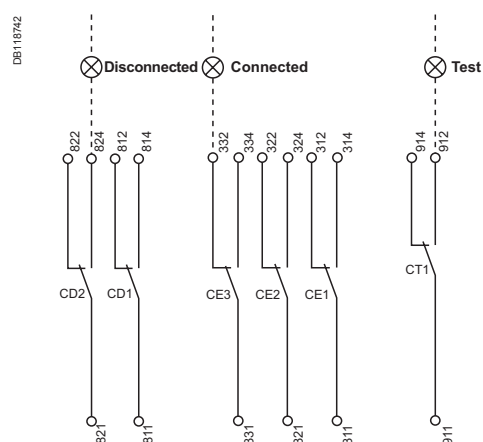 DB118742
Disconnected
Connected
Test
822
824
812
814
332
334
322
324
312
314
914
912
CD2
CD1
CE3
CE2
CE1
CT1
821
811
331
321
311
911